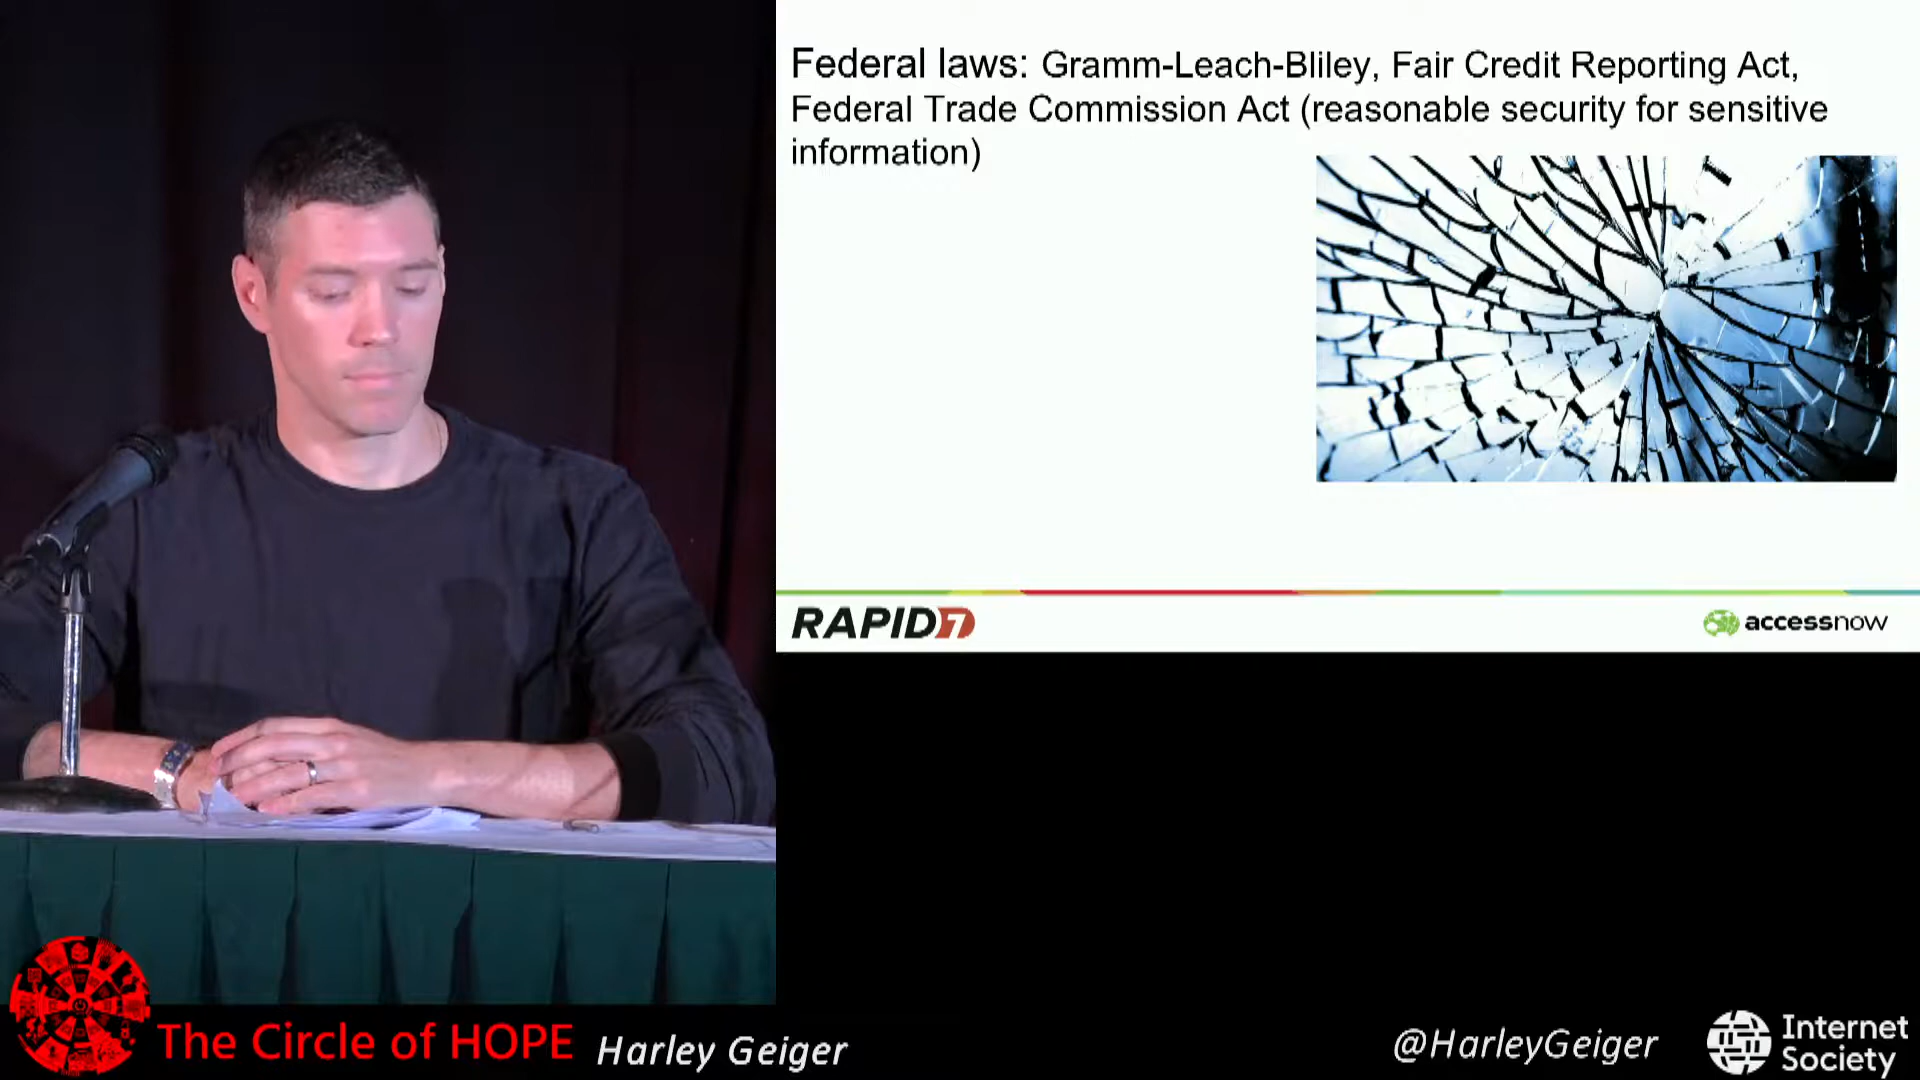 Federal laws: Gramm-Leach-Bliley, Fair Credit Reporting Act,
Federal Trade Commission Act (reasonable security for sensitive
information)
RAPID7
accessnow
The Circle of HOPE
Harley Geiger
@HarleyGeiger
Internet
Society